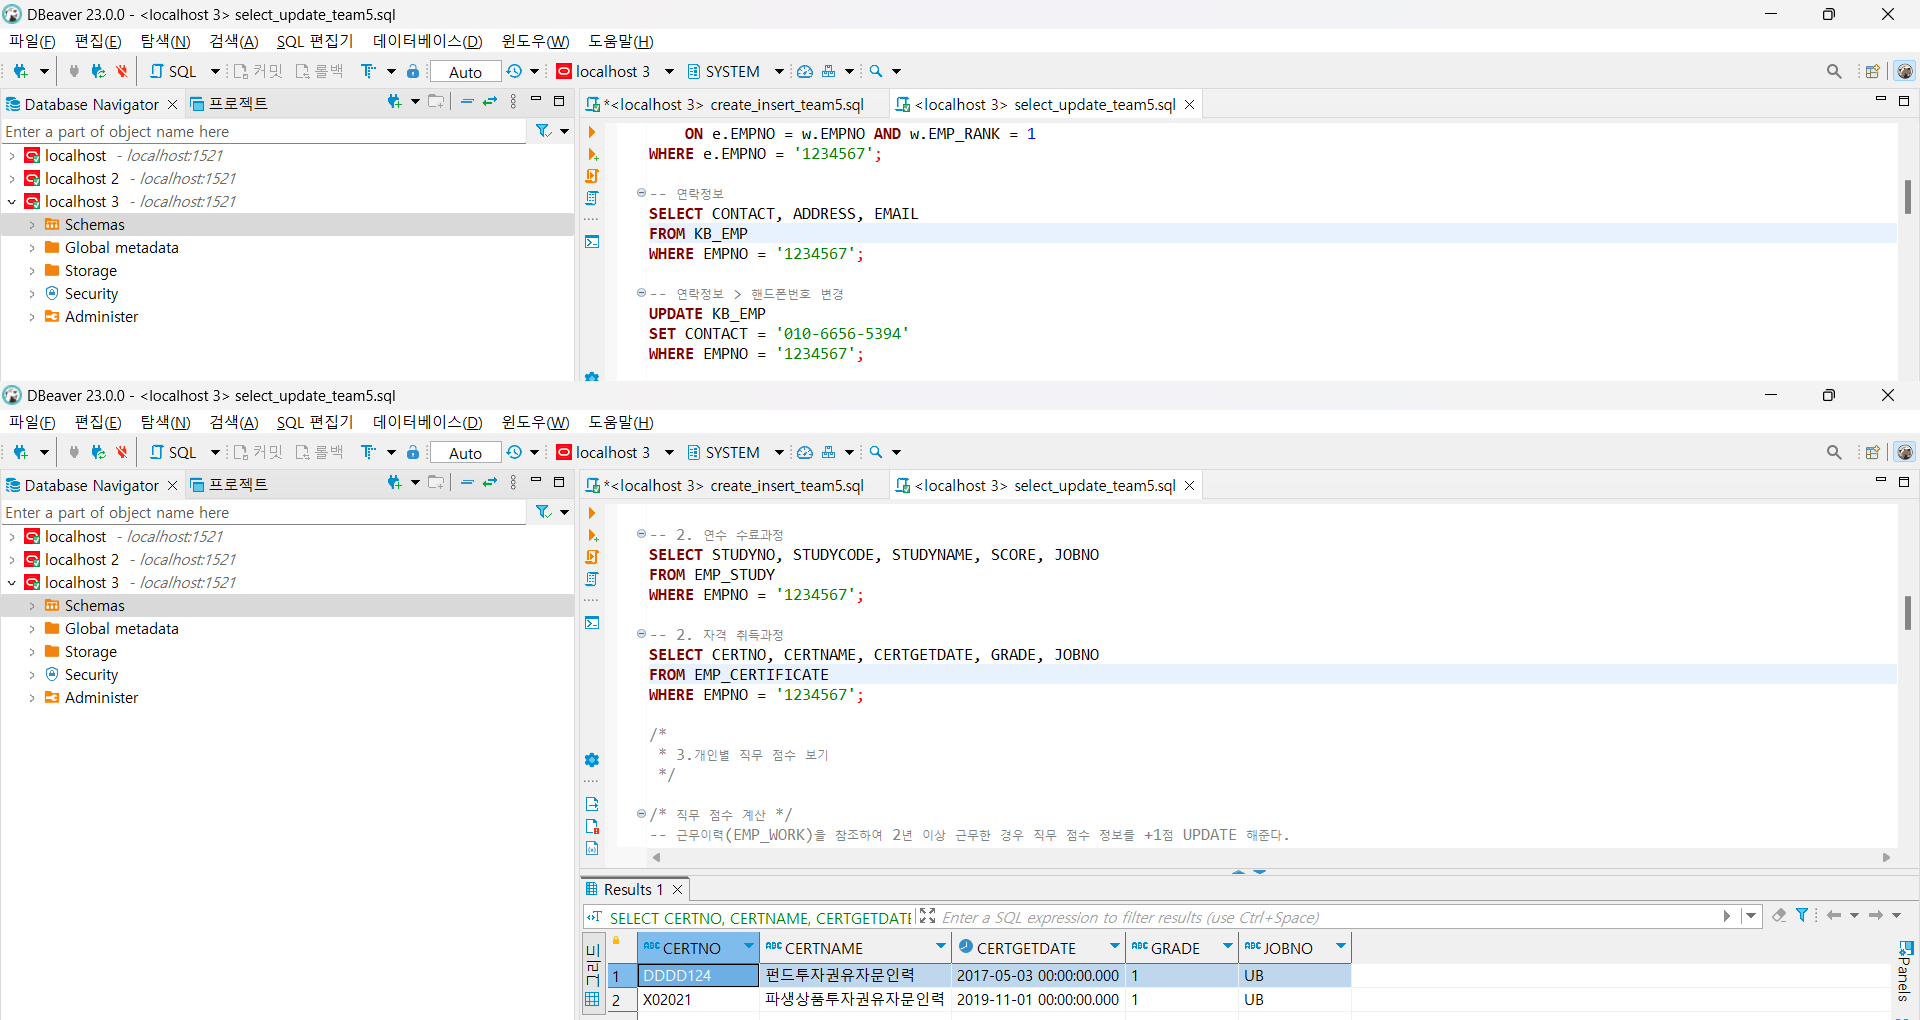 DBeaver 23.0.0 - <localhost 3> select_update_team5.sql
파일(F) 편집(E) 탐색(N) 검색(A) SQL 편집기 데이터베이스(D) 윈도우(W) 도움말(H)
SQL 커밋 롤백 Auto localhost 3 SYSTEM
Database Navigator 프로젝트
*<localhost 3> create_insert_team5.sql <localhost 3> select_update_team5.sql
Enter a part of object name here
localhost - localhost:1521
localhost 2 - localhost:1521
localhost 3 - localhost:1521
Schemas
Global metadata
Storage
Security
Administer
ON e.EMPNO = w.EMPNO AND w.EMP_RANK = 1
WHERE e.EMPNO = '1234567';
-- 연락정보
SELECT CONTACT, ADDRESS, EMAIL
FROM KB_EMP
WHERE EMPNO = '1234567';
-- 연락정보 > 핸드폰번호 변경
UPDATE KB_EMP
SET CONTACT = '010-6656-5394'
WHERE EMPNO = '1234567';
DBeaver 23.0.0 - <localhost 3> select_update_team5.sql
파일(F) 편집(E) 탐색(N) 검색(A) SQL 편집기 데이터베이스(D) 윈도우(W) 도움말(H)
SQL 커밋 롤백 Auto localhost 3 SYSTEM
Database Navigator 프로젝트
*<localhost 3> create_insert_team5.sql <localhost 3> select_update_team5.sql
Enter a part of object name here
localhost - localhost:1521
localhost 2 - localhost:1521
localhost 3 - localhost:1521
Schemas
Global metadata
Storage
Security
Administer
-- 2. 연수 수료과정
SELECT STUDYNO, STUDYCODE, STUDYNAME, SCORE, JOBNO
FROM EMP_STUDY
WHERE EMPNO = '1234567';
-- 2. 자격 취득과정
SELECT CERTNO, CERTNAME, CERTGETDATE, GRADE, JOBNO
FROM EMP_CERTIFICATE
WHERE EMPNO = '1234567';
/*
* 3.개인별 직무 점수 보기
*/
/* 직무 점수 계산 */
-- 근무이력(EMP_WORK)을 참조하여 2년 이상 근무한 경우 직무 점수 정보를 +1점 UPDATE 해준다.
Results 1
SELECT CERTNO, CERTNAME, CERTGETDATE Enter a SQL expression to filter results (use Ctrl+Space)
CERTNO CERTNAME CERTGETDATE GRADE JOBNO
1 DDDD124 펀드투자권유자문인력 2017-05-03 00:00:00.000 1 UB
2 X02021 파생상품투자권유자문인력 2019-11-01 00:00:00.000 1 UB
Panels